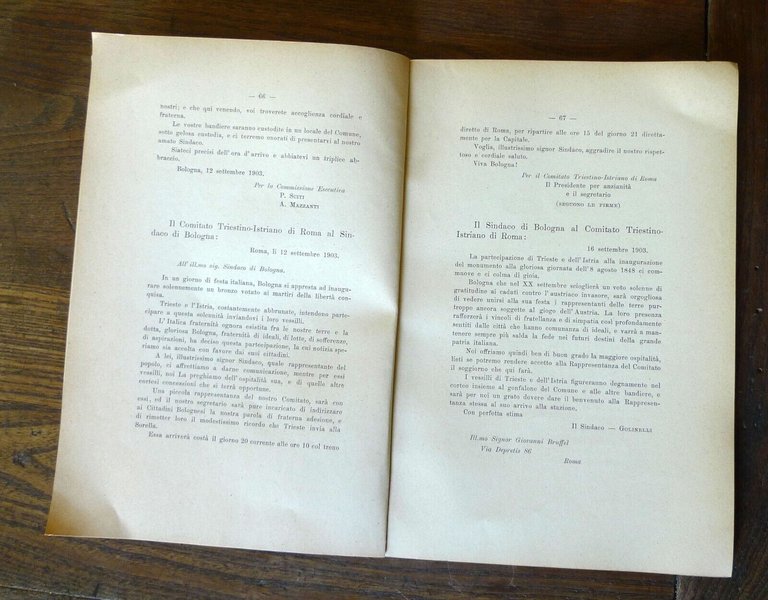 — 66 —
nostri; e che qui venendo, voi troverete accoglienza cordiale e
fraterna.
Le vostre bandiere saranno custodite in un locale del Comune,
sotto gelosa custodia, e ci terremo onorati di presentarvi al nostro
amato Sindaco.
Siateci precisi dell'ora d'arrivo e abbiatevi un triplice ab-
braccio.
Bologna, 12 settembre 1903.
Per la Commissione Esecutiva
P. Suiti
A. Mazzanti
Il Comitato Triestino-Istriano di Roma al Sin-
daco di Bologna:
Roma, li 12 settembre 1903.
All' ill.mo sig. Sindaco di Bologna.
In un giorno di festa italiana, Bologna si appresta ad inaugu-
rare solennemente un bronzo votato ai martiri della libertà con-
quisa.
Trieste e l'Istria, costantemente abbrunate, intendono parte-
cipare a questa solennità inviandovi i loro vessilli.
L' Italica fraternità ognora esistita fra le nostre terre e la
dotta, gloriosa Bologna, fraternità di ideali, di lotte, di sofferenze,
di aspirazioni, ha deciso questa partecipazione, la cui notizia spe-
riamo sia accolta con favore dai suoi cittadini.
A lei, illustrissimo signor Sindaco, quale rappresentante del
popolo, ci affrettiamo a darne comunicazione, mentre per essi
vessilli, noi La preghiamo dell'ospitalità sua, e di quelle altre
cortesi concessioni che si terrà opportune.
Una piccola rappresentanza del nostro Comitato, sarà con
essi, ed il nostro segretario sarà pure incaricato di indirizzare
ai Cittadini Bolognesi la nostra parola di fraterna adesione, e
di rimetter loro il modestissimo ricordo che Trieste invia alla
Sorella.
Essa arriverà costà il giorno 20 corrente alle ore 10 col treno
— 67 —
diretto di Roma, per ripartire alle ore 15 del giorno 21 diretta-
mente per la Capitale.
Voglia, illustrissimo signor Sindaco, aggradire il nostro rispet-
toso e cordiale saluto.
Viva Bologna!
Per il Comitato Triestino-Istriano di Roma
Il Presidente per anzianità
e il segretario
(seguono le firme)
Il Sindaco di Bologna al Comitato Triestino-
Istriano di Roma:
16 settembre 1903.
La partecipazione di Trieste e dell'Istria alla inaugurazione
del monumento alla gloriosa giornata dell'8 agosto 1848 ci com-
muove e ci colma di gioia.
Bologna che nel XX settembre scioglierà un voto solenne di
gratitudine ai caduti contro l'austriaco invasore, sarà orgogliosa
di vedere unirsi alla sua festa i rappresentanti delle terre pur-
troppo ancora soggette al giogo dell'Austria. La loro presenza
rafforzerà i vincoli di fratellanza e di simpatia così profondamente
sentiti dalle città che hanno comunanza di ideali, e varrà a man-
tenere sempre più salda la fede nei futuri destini della grande
patria italiana.
Noi offriamo quindi ben di buon grado la maggiore ospitalità,
lieti se potremo rendere accetto alla Rappresentanza del Comitato
il soggiorno che qui farà.
I vessilli di Trieste e dell'Istria figureranno degnamente nel
corteo insieme al gonfalone del Comune e alle altre bandiere, e
sarà per noi un grato dovere dare il benvenuto alla Rappresen-
tanza stessa al suo arrivo alla stazione.
Con perfetta stima
Il Sindaco — Golinelli
Ill.mo Signor Giovanni Bruffel
Via Depretis 86
Roma